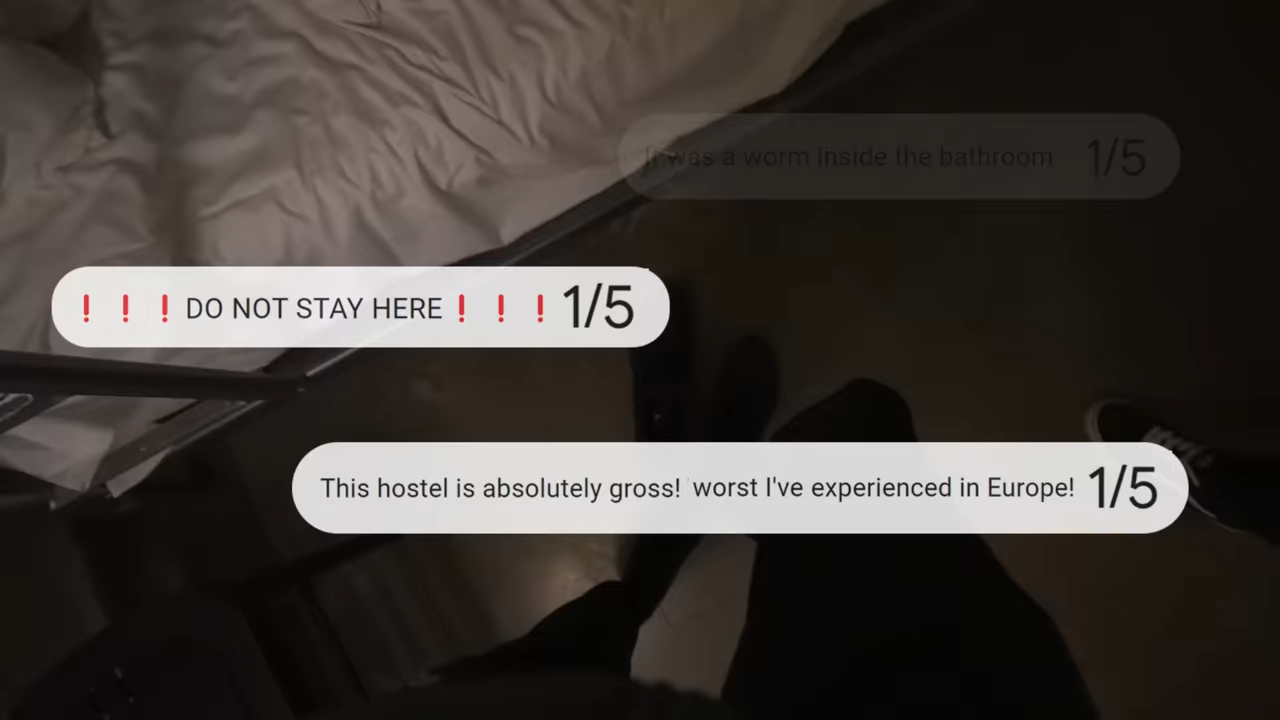 It was a worm inside the bathroom 1/5
❗❗❗DO NOT STAY HERE❗❗❗ 1/5
This hostel is absolutely gross! worst I've experienced in Europe! 1/5